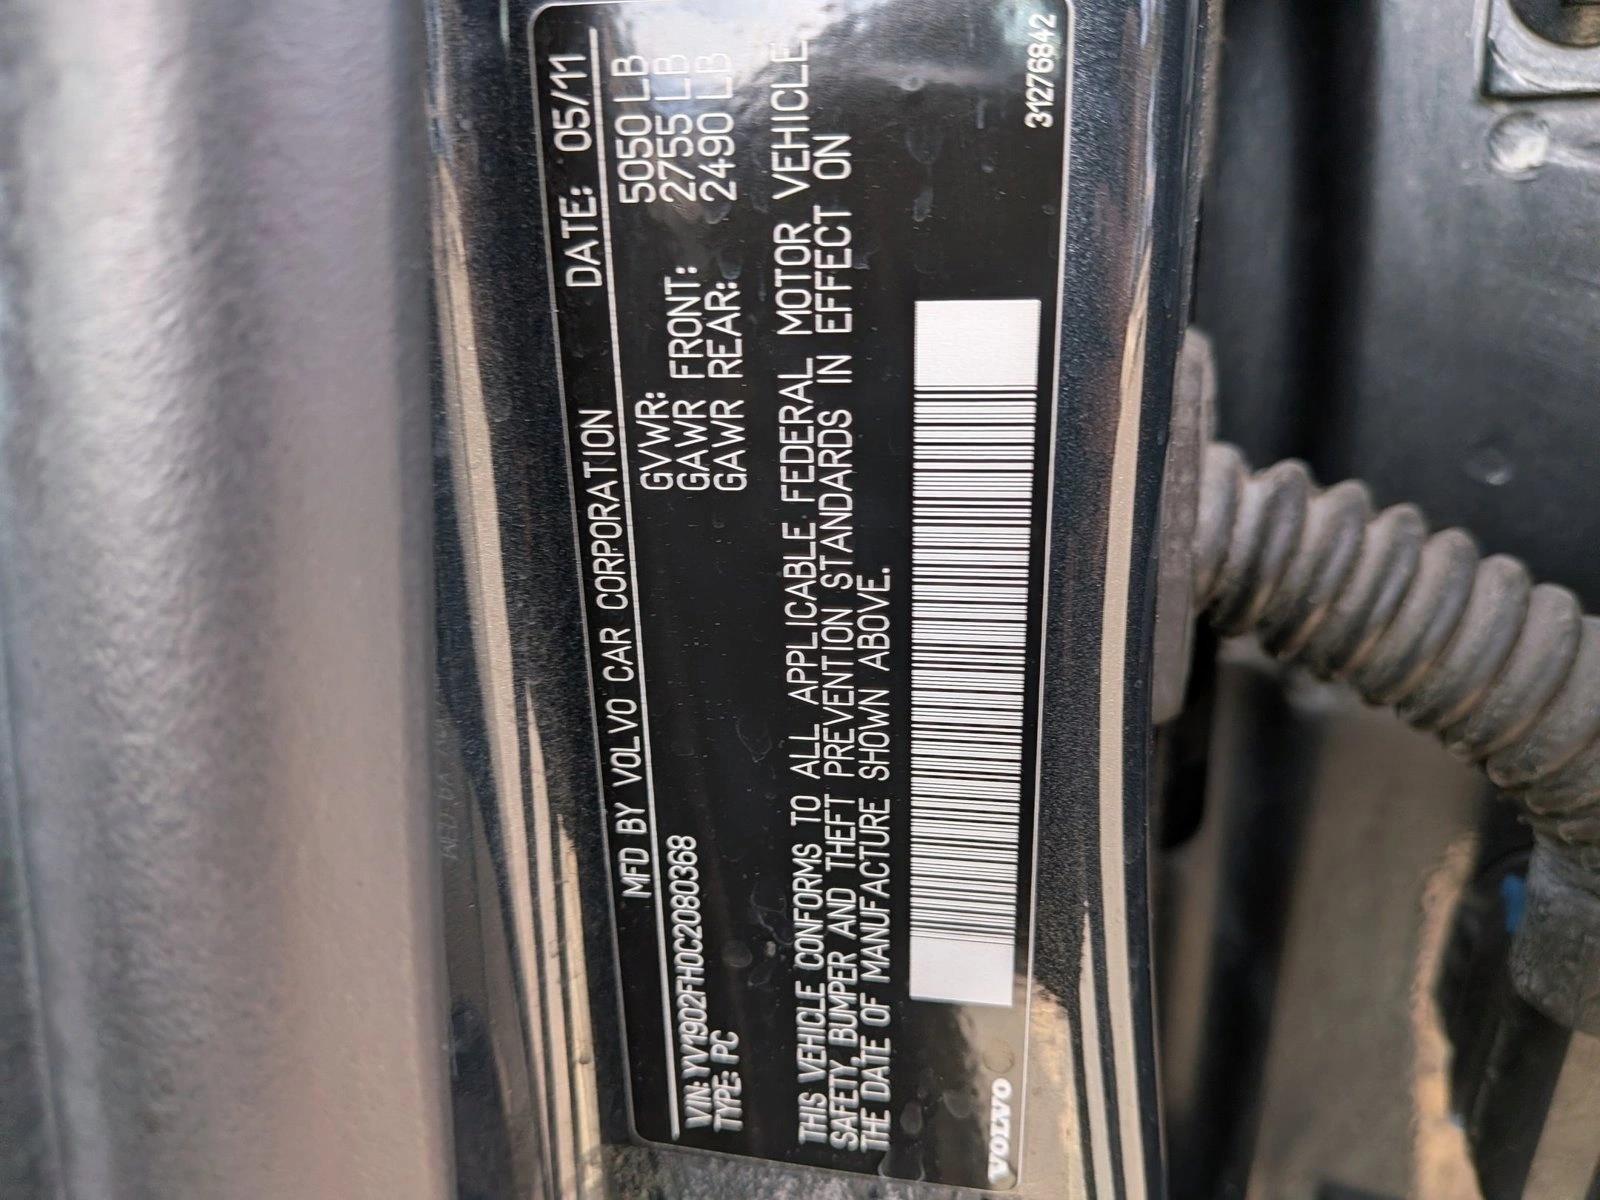 MFD BY VOLVO CAR CORPORATION DATE: 05/11
VIN: YV1902FH0C2080368 GVWR: 5050 LB
TYPE: PC GAWR FRONT: 2755 LB
GAWR REAR: 2490 LB
THIS VEHICLE CONFORMS TO ALL APPLICABLE FEDERAL MOTOR VEHICLE
SAFETY, BUMPER AND THEFT PREVENTION STANDARDS IN EFFECT ON
THE DATE OF MANUFACTURE SHOWN ABOVE.
VOLVO 31276842